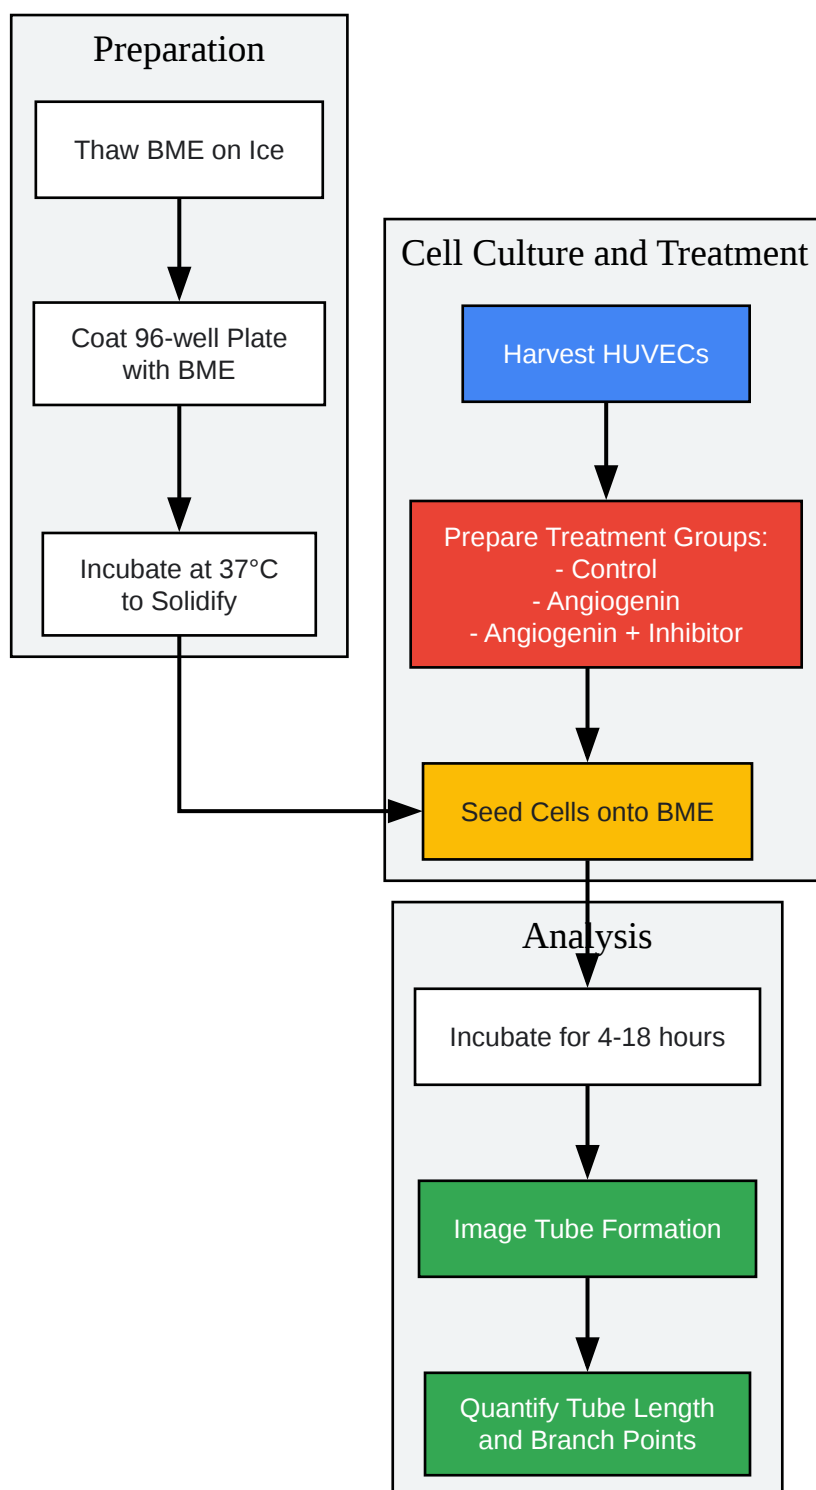 Preparation
Thaw BME on Ice
Coat 96-well Plate
with BME
Incubate at 37°C
to Solidify
Cell Culture and Treatment
Harvest HUVECs
Prepare Treatment Groups:
- Control
- Angiogenin
- Angiogenin + Inhibitor
Seed Cells onto BME
Analysis
Incubate for 4-18 hours
Image Tube Formation
Quantify Tube Length
and Branch Points